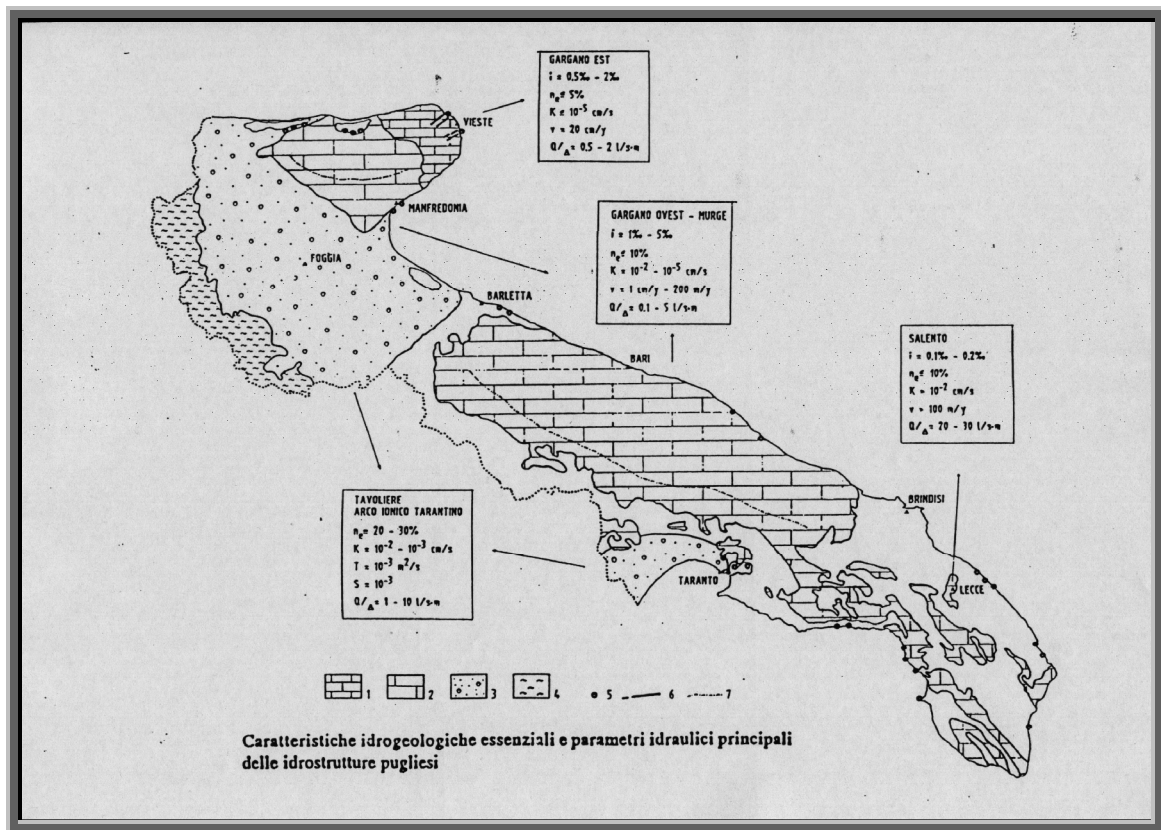 GARGANO EST
i = 0.5‰ - 2‰
nₑ≤ 5%
K ≤ 10⁻⁵ cm/s
v = 20 cm/y
Q/Δ = 0.5 - 2 l/s·m
VIESTE
MANFREDONIA
GARGANO OVEST - MURGE
i = 1‰ - 5‰
nₑ≤ 10%
K = 10⁻² - 10⁻⁵ cm/s
v = 1 cm/y - 200 m/y
Q/Δ = 0.1 - 5 l/s·m
FOGGIA
BARLETTA
BARI
SALENTO
i = 0.1‰ - 0.2‰
nₑ≤ 10%
K = 10⁻² cm/s
v = 100 m/y
Q/Δ = 20 - 30 l/s·m
TAVOLIERE
ARCO IONICO TARANTINO
nₑ= 20 - 30%
K = 10⁻² - 10⁻³ cm/s
T = 10⁻³ m²/s
S = 10⁻³
Q/Δ = 1 - 10 l/s·m
BRINDISI
TARANTO
LECCE
1 2 3 4 5 6 7
Caratteristiche idrogeologiche essenziali e parametri idraulici principali
delle idrostrutture pugliesi